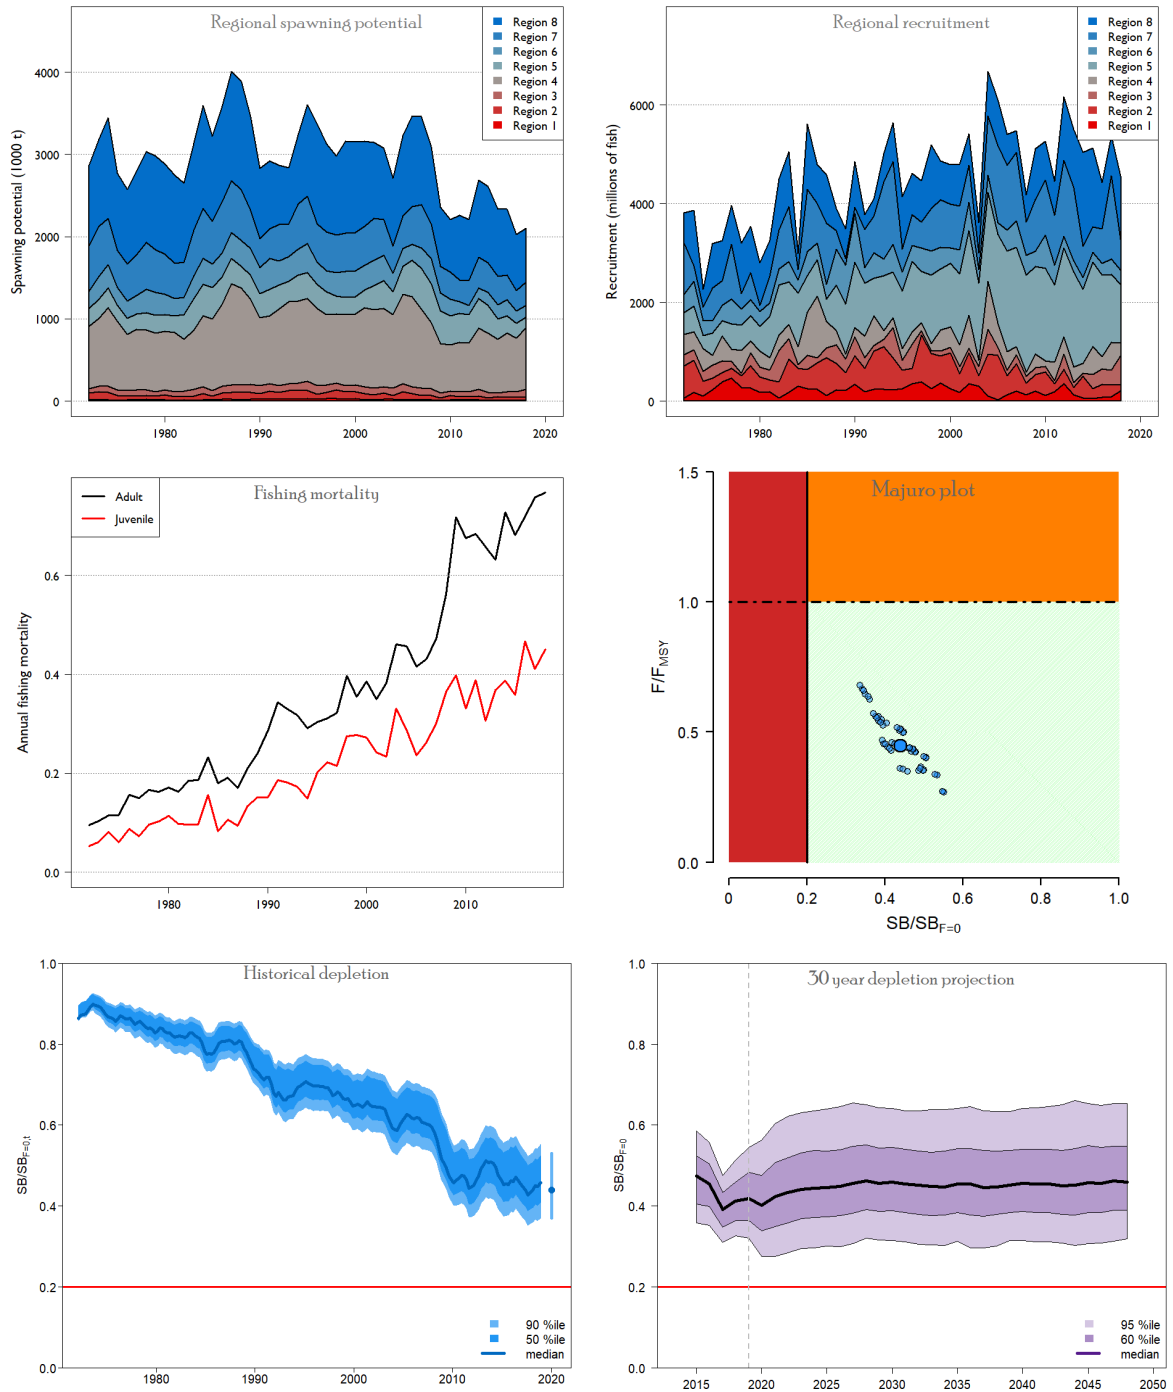 Regional spawning potential
Region 8
Region 7
Region 6
Region 5
Region 4
Region 3
Region 2
Region 1
Spawning potential (1000 t)
4000
3000
2000
1000
0
1980
1990
2000
2010
2020
Regional recruitment
Region 8
Region 7
Region 6
Region 5
Region 4
Region 3
Region 2
Region 1
Recruitment (millions of fish)
6000
4000
2000
0
1980
1990
2000
2010
2020
Fishing mortality
Adult
Juvenile
Annual fishing mortality
0.6
0.4
0.2
0.0
1980
1990
2000
2010
Majuro plot
F/FMSY
1.5
1.0
0.5
0.0
0
0.2
0.4
0.6
0.8
1.0
SB/SBF=0
Historical depletion
SB/SBF=0,t
1.0
0.8
0.6
0.4
0.2
0.0
90 %ile
50 %ile
median
1980
1990
2000
2010
2020
30 year depletion projection
SB/SBF=0
1.0
0.8
0.6
0.4
0.2
0.0
95 %ile
60 %ile
median
2015
2020
2025
2030
2035
2040
2045
2050